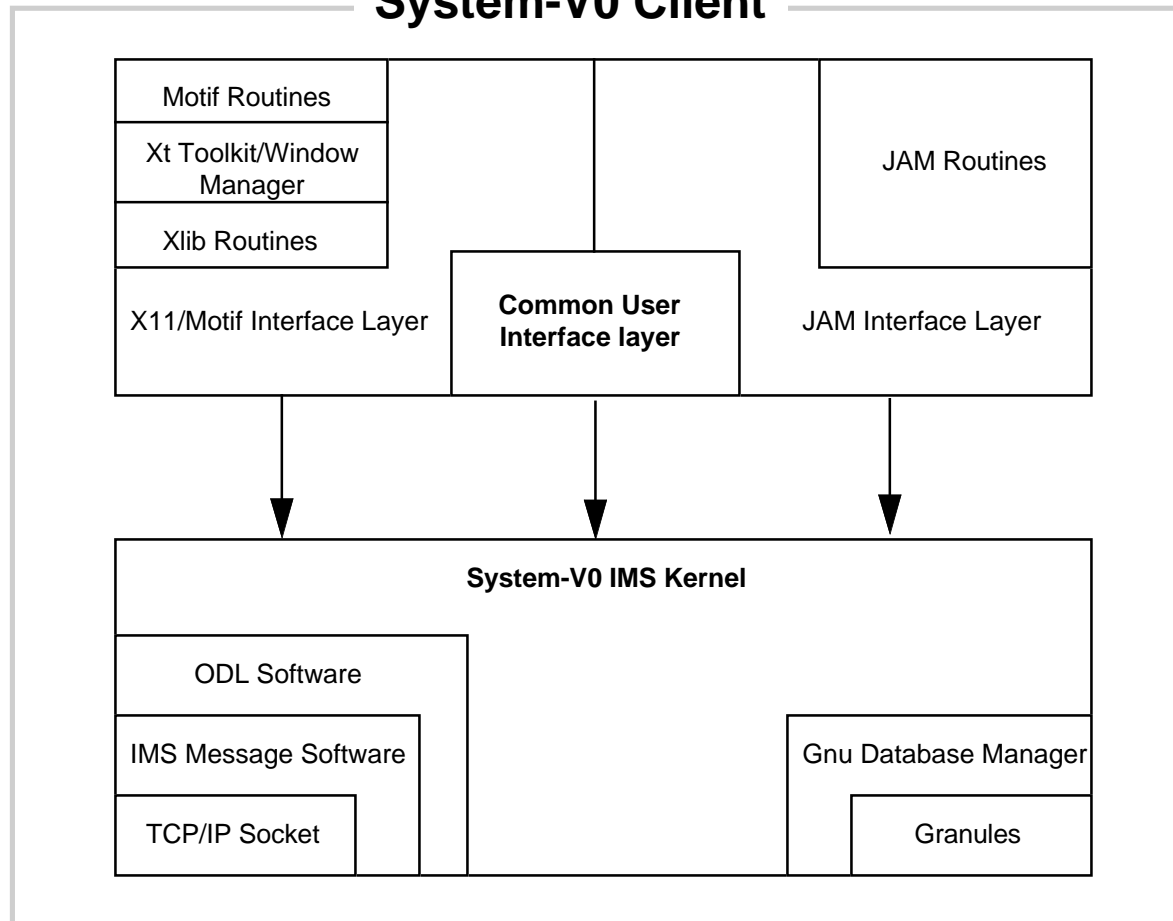 System-V0 Client
Motif Routines
Xt Toolkit/Window
Manager
Xlib Routines
JAM Routines
X11/Motif Interface Layer
Common User
Interface layer
JAM Interface Layer
System-V0 IMS Kernel
ODL Software
IMS Message Software
Gnu Database Manager
TCP/IP Socket
Granules